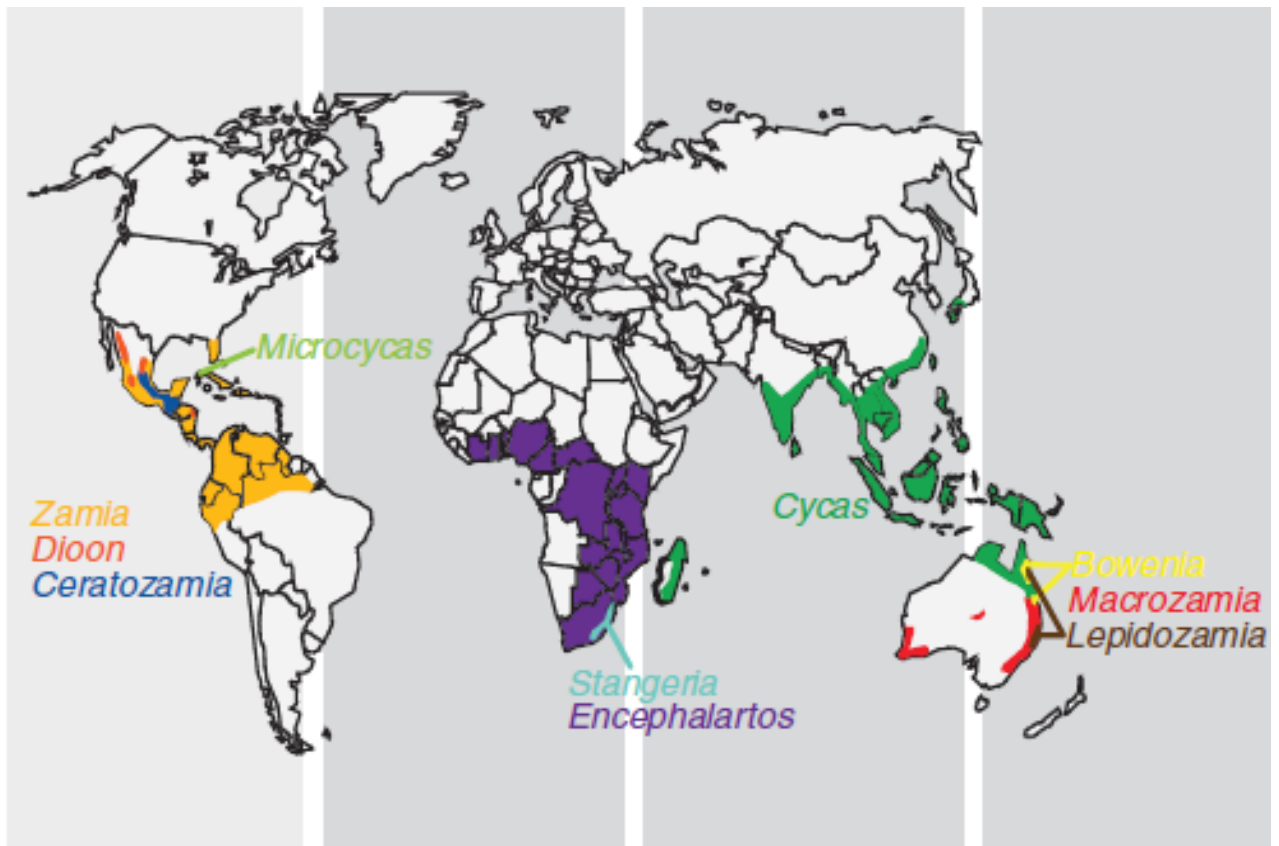 Microcycas
Zamia
Dioon
Ceratozamia
Cycas
Bowenia
Macrozamia
Lepidozamia
Stangeria
Encephalartos